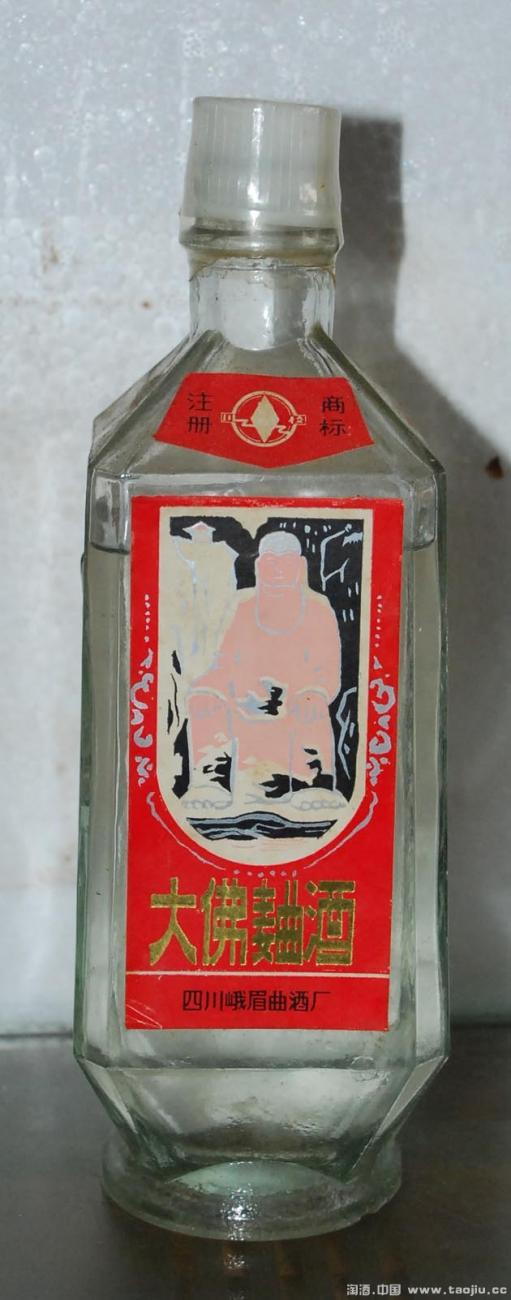 注册 商标
大佛麯酒
四川峨眉曲酒厂
淘酒.中国 www.taojiu.cc